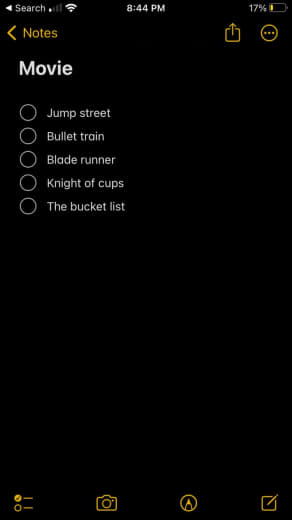 Search
8:44 PM
17%
Notes
Movie
Jump street
Bullet train
Blade runner
Knight of cups
The bucket list